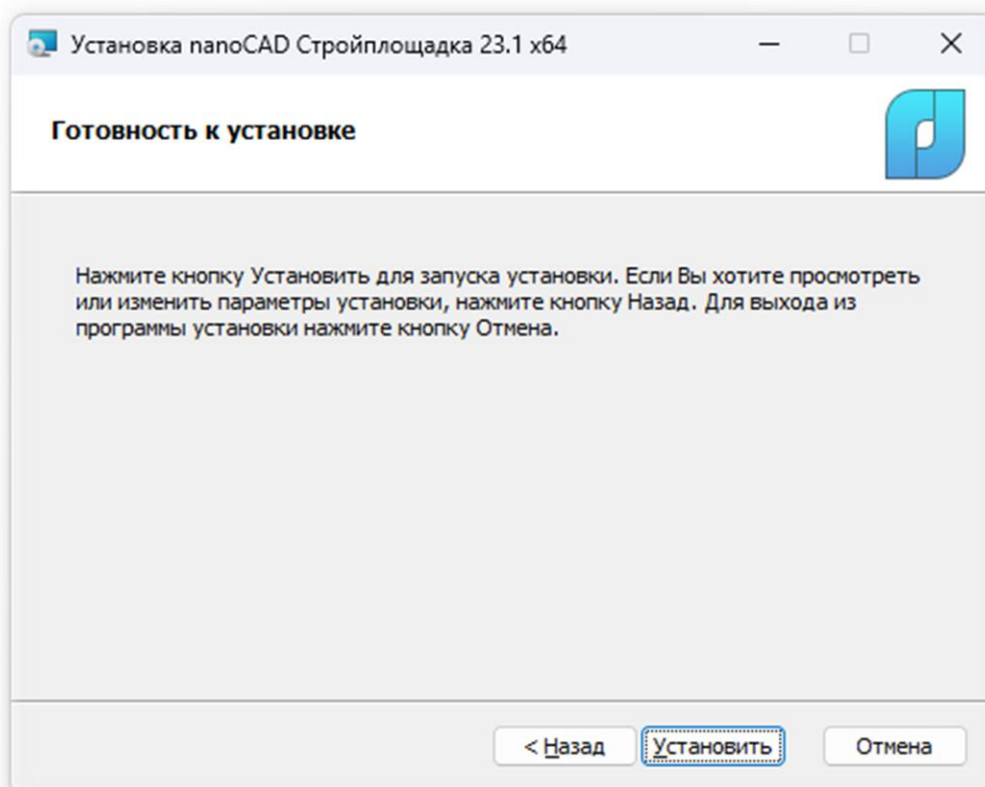 Установка nanoCAD Стройплощадка 23.1 x64
Готовность к установке
Нажмите кнопку Установить для запуска установки. Если Вы хотите просмотреть
или изменить параметры установки, нажмите кнопку Назад. Для выхода из
программы установки нажмите кнопку Отмена.
< Назад Установить Отмена